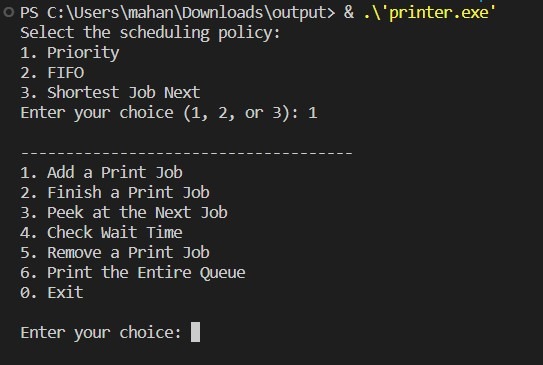 PS C:\Users\mahan\Downloads\output> & .\'printer.exe'
Select the scheduling policy:
1. Priority
2. FIFO
3. Shortest Job Next
Enter your choice (1, 2, or 3): 1
-------------------------------------
1. Add a Print Job
2. Finish a Print Job
3. Peek at the Next Job
4. Check Wait Time
5. Remove a Print Job
6. Print the Entire Queue
0. Exit
Enter your choice: